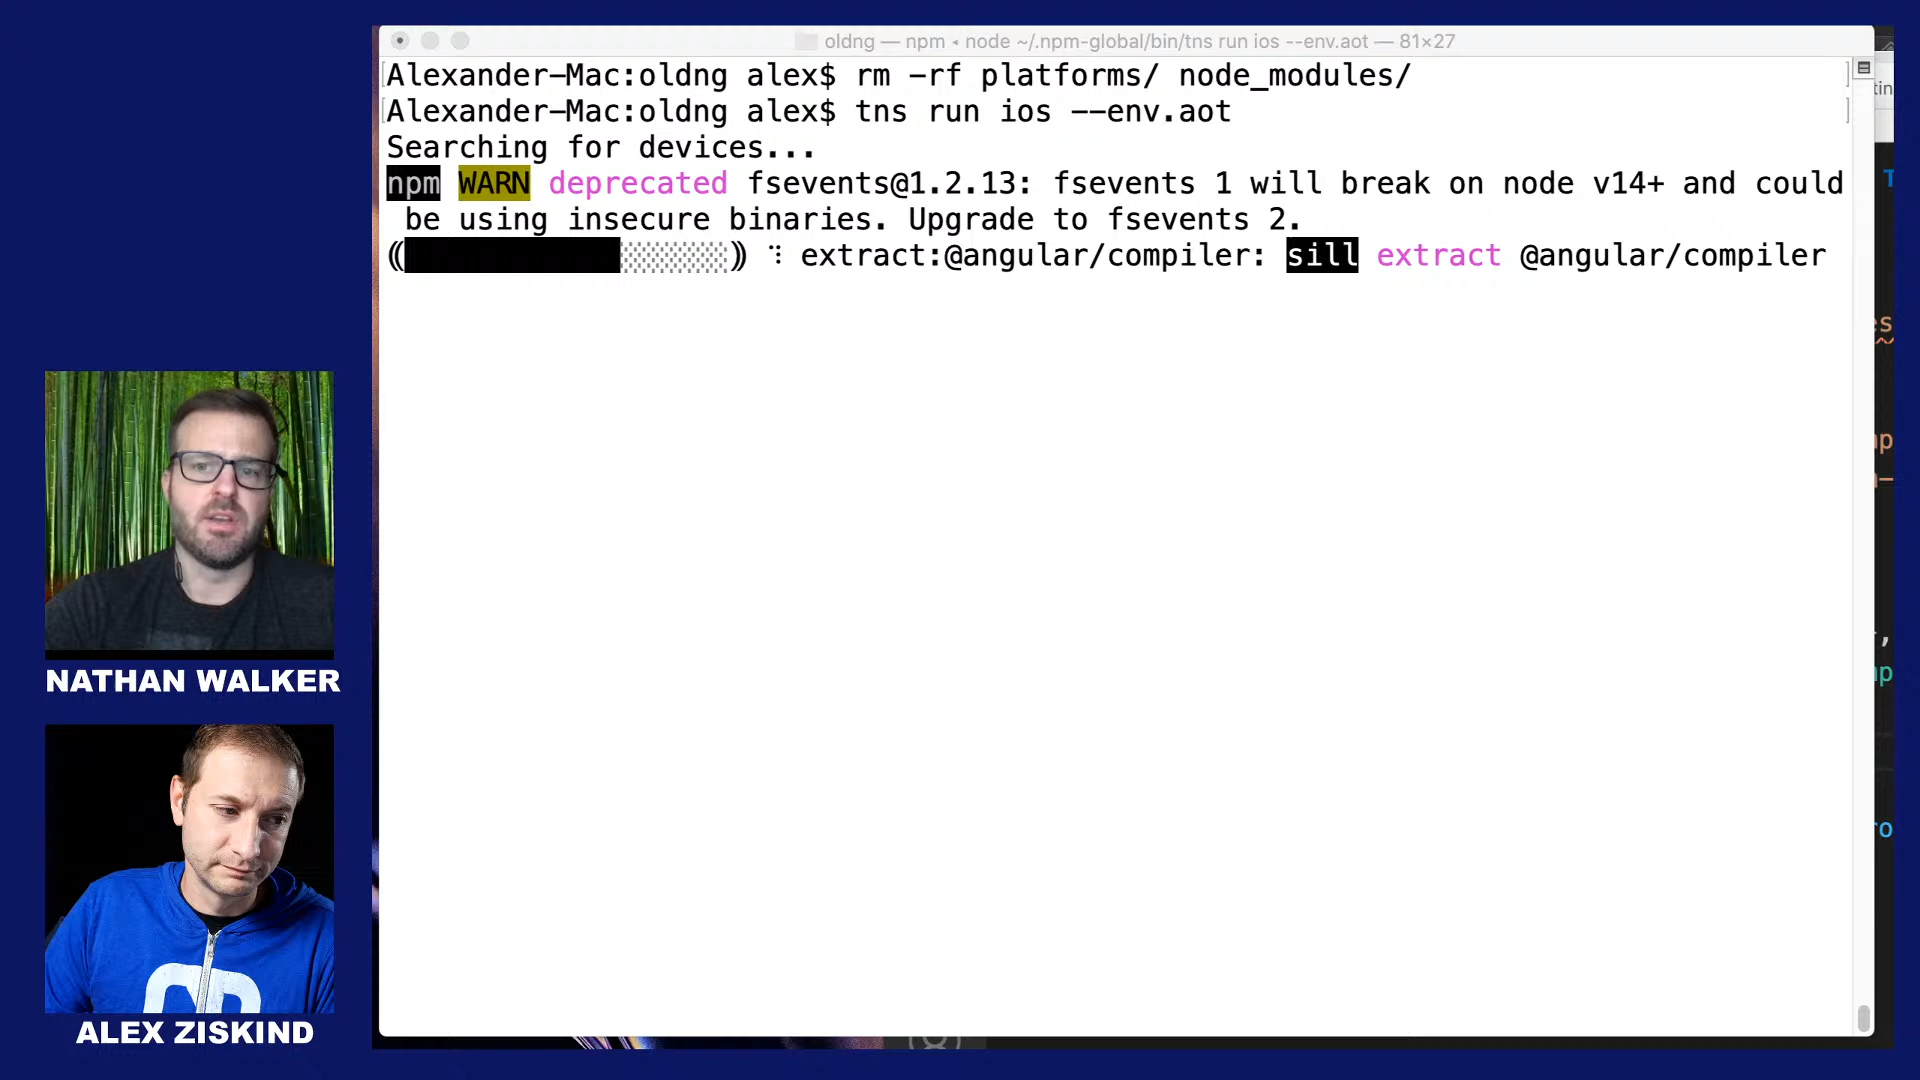 oldng — npm ◂ node ~/.npm-global/bin/tns run ios --env.aot — 81×27
Alexander-Mac:oldng alex$ rm -rf platforms/ node_modules/
Alexander-Mac:oldng alex$ tns run ios --env.aot
Searching for devices...
npm WARN deprecated fsevents@1.2.13: fsevents 1 will break on node v14+ and could
be using insecure binaries. Upgrade to fsevents 2.
((████████████░░░░░░)) ⠹ extract:@angular/compiler: sill extract @angular/compiler
NATHAN WALKER
ALEX ZISKIND